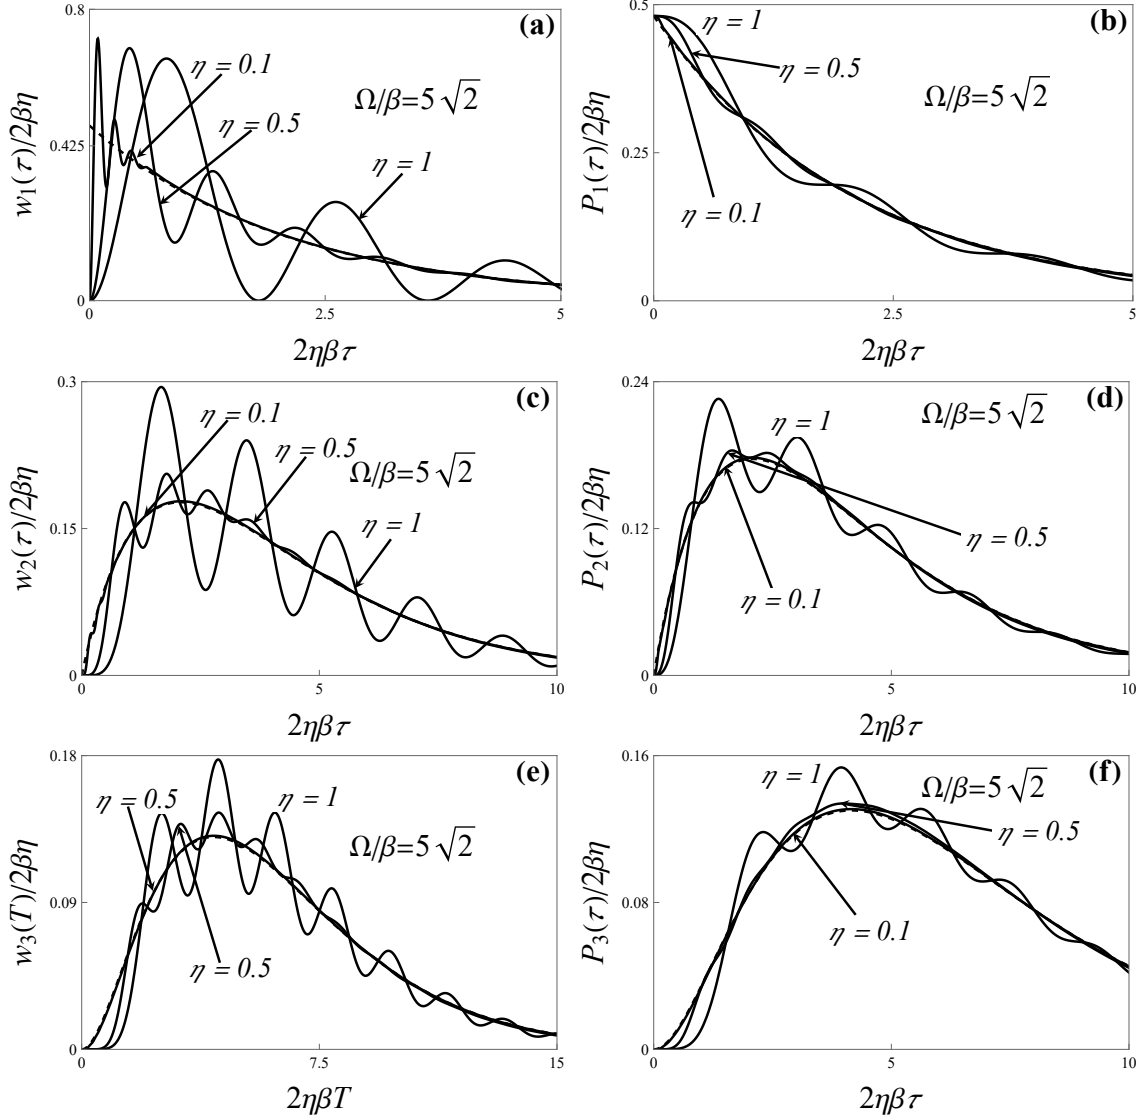 (a)
w₁(τ)/2βη
0.8
0.425
0
η = 0.1
η = 0.5
η = 1
Ω/β=5√2
0
2.5
5
2ηβτ
(b)
P₁(τ)/2βη
0.5
0.25
0
η = 1
η = 0.5
η = 0.1
Ω/β=5√2
0
2.5
5
2ηβτ
(c)
w₂(τ)/2βη
0.3
0.15
0
η = 0.1
η = 0.5
Ω/β=5√2
η = 1
0
5
10
2ηβτ
(d)
P₂(τ)/2βη
0.24
0.12
0
Ω/β=5√2
η = 1
η = 0.5
η = 0.1
0
5
10
2ηβτ
(e)
w₃(T)/2βη
0.18
0.09
0
η = 0.5
η = 1
Ω/β=5√2
η = 0.5
0
7.5
15
2ηβT
(f)
P₃(τ)/2βη
0.16
0.08
0
η = 1
Ω/β=5√2
η = 0.5
η = 0.1
0
5
10
2ηβτ